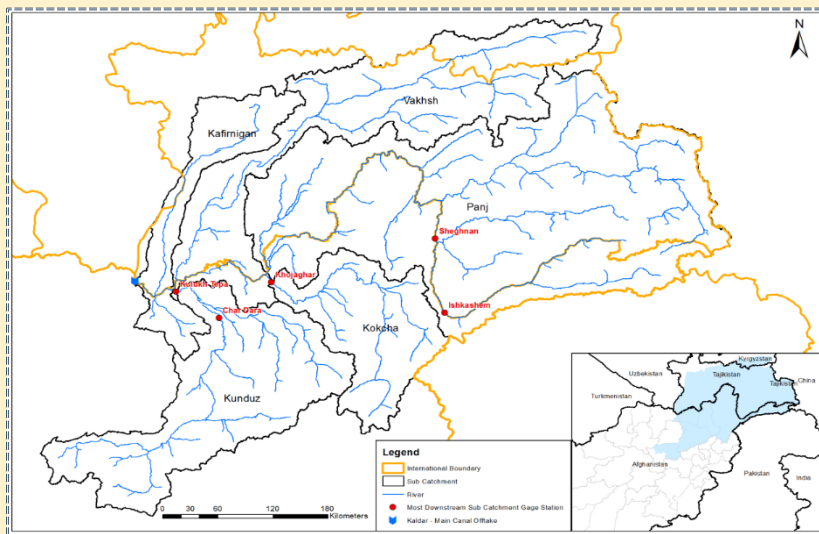 N
Vakhsh
Kafirnigan
Panj
Sheghnan
Khojaghar
Kulukh Tepa
Ishkashem
Char Dara
Kokcha
Kunduz
Kyrgyzstan
Uzbekistan
Tajikistan
China
Tajikistan
Turkmenistan
Afghanistan
Pakistan
India
Legend
International Boundary
Sub Catchment
River
Most Downstream Sub Catchment Gage Station
Kaldar - Main Canal Offtake
0 30 60 120 180
Kilometers